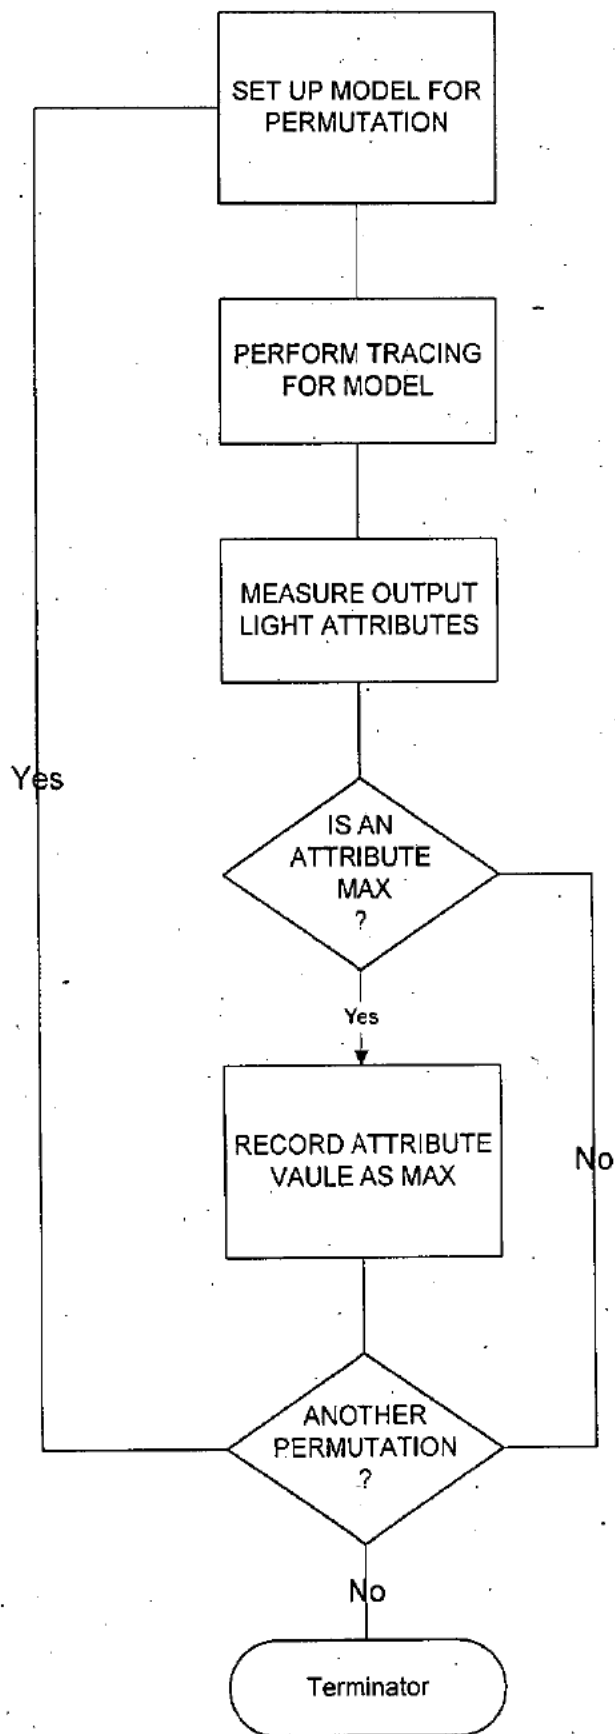 SET UP MODEL FOR
PERMUTATION
PERFORM TRACING
FOR MODEL
MEASURE OUTPUT
LIGHT ATTRIBUTES
Yes
IS AN
ATTRIBUTE
MAX
?
Yes
RECORD ATTRIBUTE
VAULE AS MAX
No
ANOTHER
PERMUTATION
?
No
Terminator